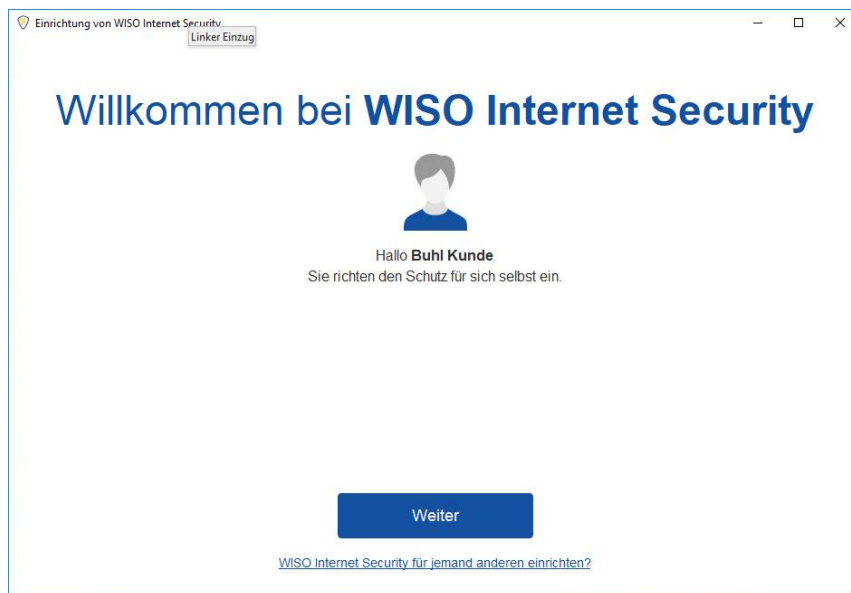 Einrichtung von WISO Internet Security
Linker Einzug
Willkommen bei WISO Internet Security
Hallo Buhl Kunde
Sie richten den Schutz für sich selbst ein.
Weiter
WISO Internet Security für jemand anderen einrichten?